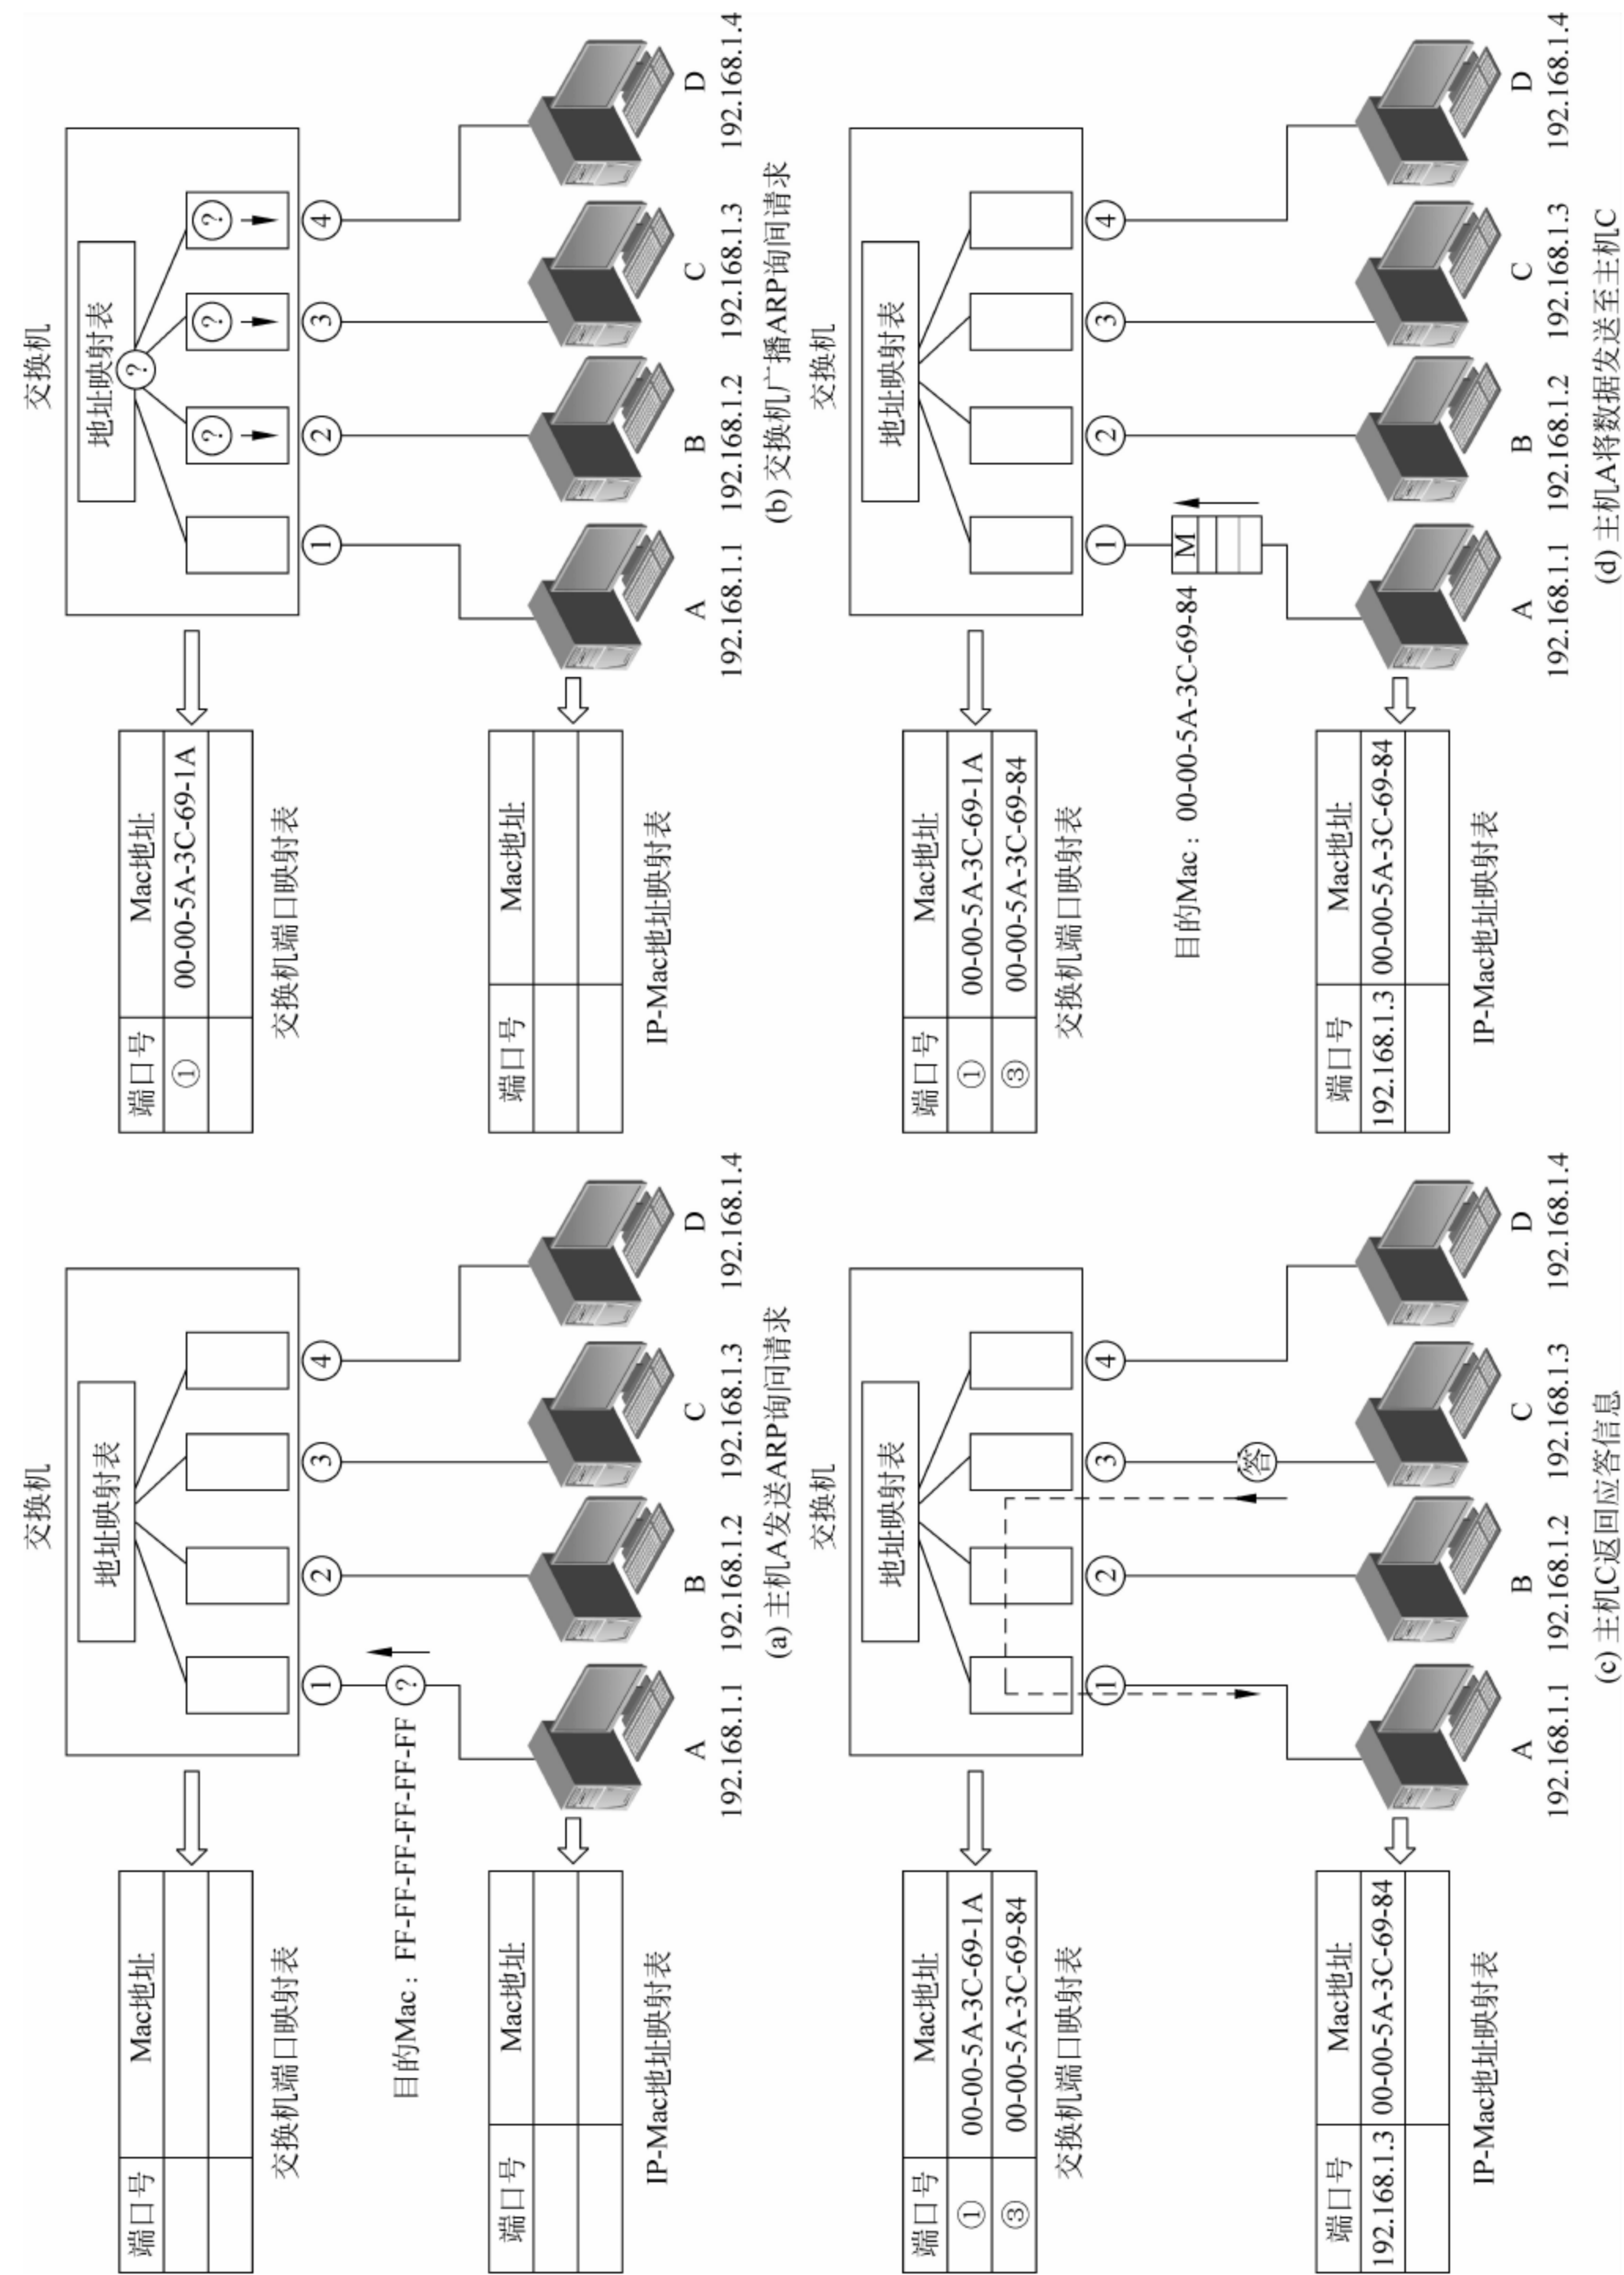 交换机
地址映射表
端口号 Mac地址
交换机端口映射表
① ② ③ ④
?
目的Mac：FF-FF-FF-FF-FF-FF
端口号 Mac地址
IP-Mac地址映射表
A B C D
192.168.1.1 192.168.1.2 192.168.1.3 192.168.1.4
(a) 主机A发送ARP询问请求
交换机
地址映射表
?
? ? ?
端口号 Mac地址
① 00-00-5A-3C-69-1A
交换机端口映射表
① ② ③ ④
端口号 Mac地址
IP-Mac地址映射表
A B C D
192.168.1.1 192.168.1.2 192.168.1.3 192.168.1.4
(b) 交换机广播ARP询间请求
交换机
地址映射表
端口号 Mac地址
① 00-00-5A-3C-69-1A
③ 00-00-5A-3C-69-84
交换机端口映射表
① ② ③ ④
答
端口号 Mac地址
192.168.1.3 00-00-5A-3C-69-84
IP-Mac地址映射表
A B C D
192.168.1.1 192.168.1.2 192.168.1.3 192.168.1.4
(c) 主机C返回应答信息
交换机
地址映射表
端口号 Mac地址
① 00-00-5A-3C-69-1A
③ 00-00-5A-3C-69-84
交换机端口映射表
① ② ③ ④
目的Mac：00-00-5A-3C-69-84
M
端口号 Mac地址
192.168.1.3 00-00-5A-3C-69-84
IP-Mac地址映射表
A B C D
192.168.1.1 192.168.1.2 192.168.1.3 192.168.1.4
(d) 主机A将数据发送至主机C